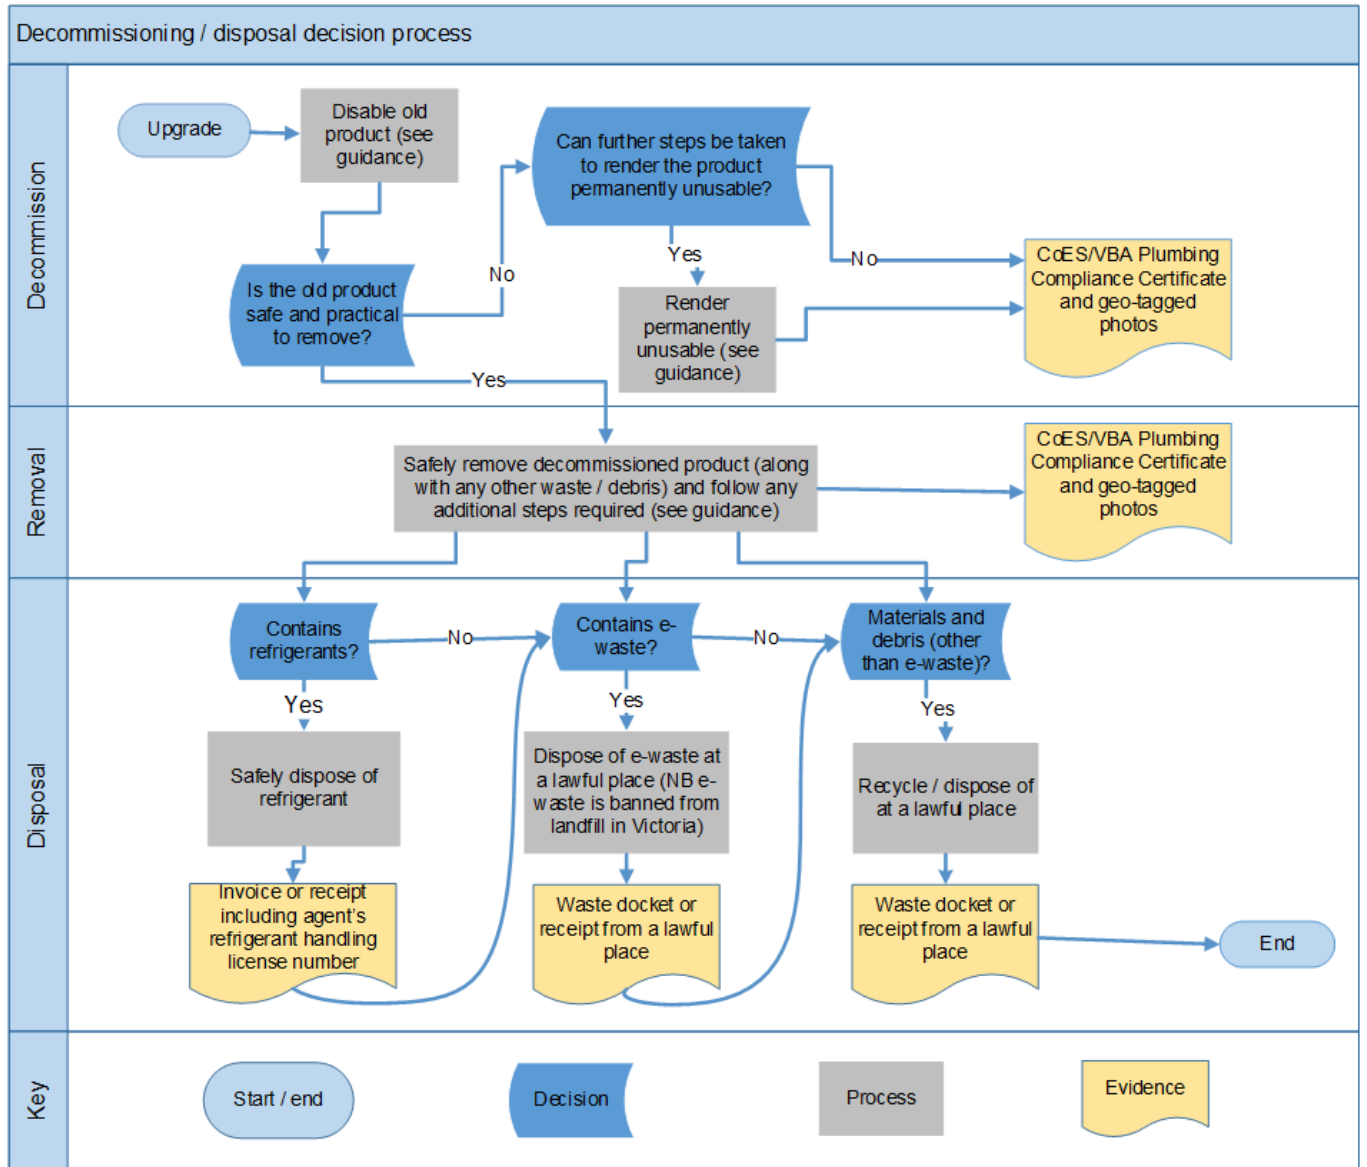 Decommissioning / disposal decision process
Decommission
Upgrade
Disable old
product (see
guidance)
Can further steps be taken
to render the product
permanently unusable?
No
Yes
No
Is the old product
safe and practical
to remove?
Render
permanently
unusable (see
guidance)
CoES/VBA Plumbing
Compliance Certificate
and geo-tagged
photos
Yes
Removal
Safely remove decommissioned product (along
with any other waste / debris) and follow any
additional steps required (see guidance)
CoES/VBA Plumbing
Compliance Certificate
and geo-tagged
photos
Disposal
Contains
refrigerants?
No
Contains e-
waste?
No
Materials and
debris (other
than e-waste)?
Yes
Yes
Yes
Safely dispose of
refrigerant
Dispose of e-waste at
a lawful place (NB e-
waste is banned from
landfill in Victoria)
Recycle / dispose of
at a lawful place
Invoice or receipt
including agent's
refrigerant handling
license number
Waste docket or
receipt from a lawful
place
Waste docket or
receipt from a lawful
place
End
Key
Start / end
Decision
Process
Evidence